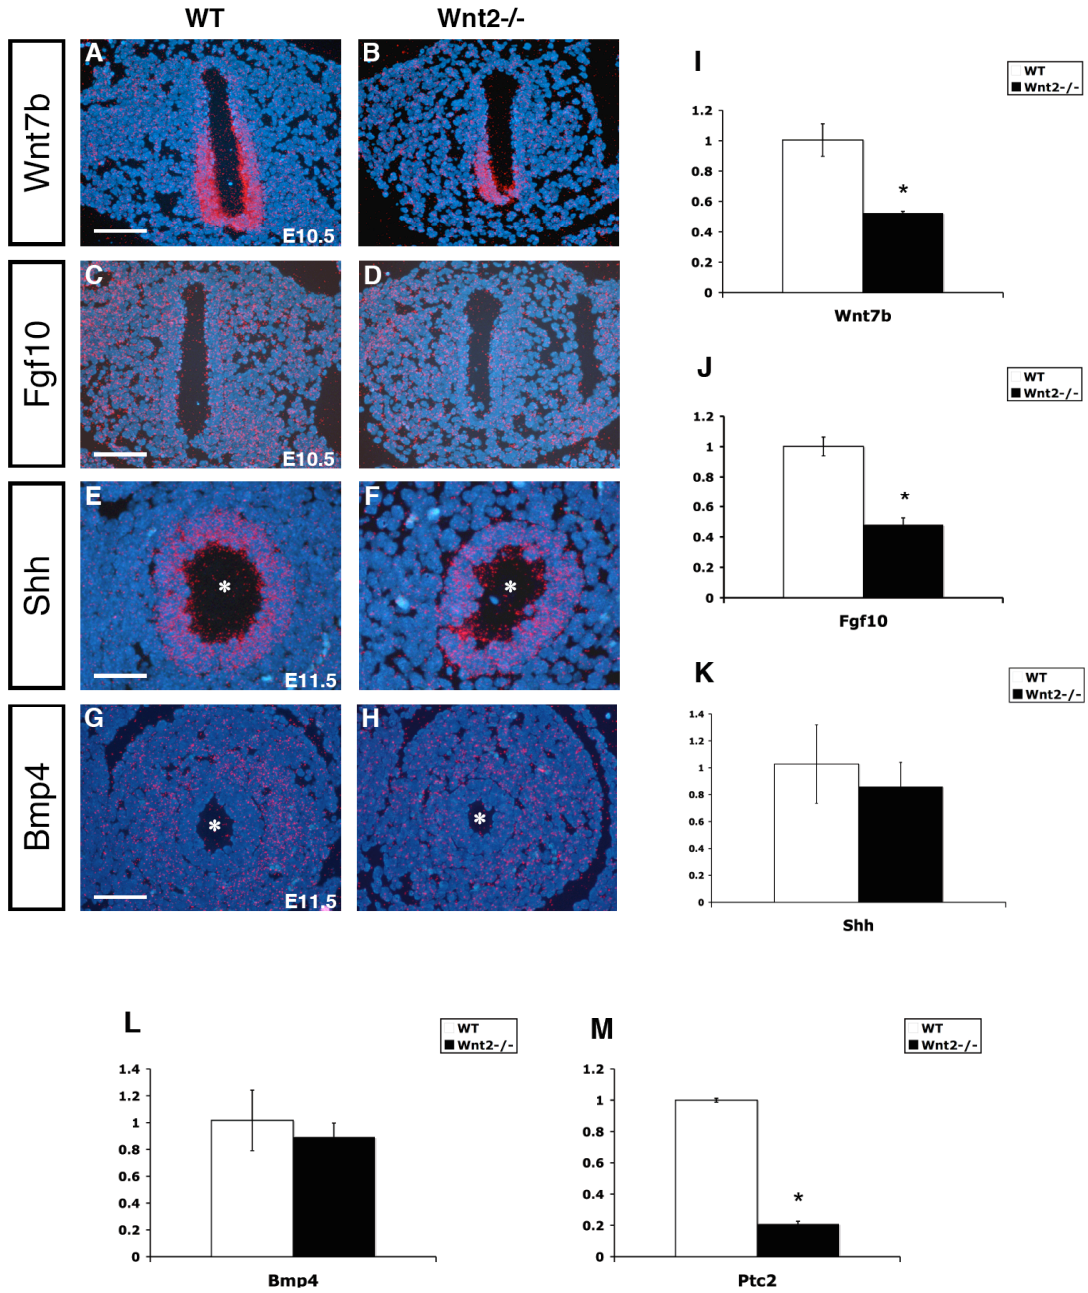 WT Wnt2-/-
Wnt7b
A
B
E10.5
Fgf10
C
D
E10.5
Shh
E
*
F
*
E11.5
Bmp4
G
*
H
*
E11.5
I
WT
Wnt2-/-
1.2
1
0.8
0.6
0.4
0.2
0
*
Wnt7b
J
WT
Wnt2-/-
1.2
1
0.8
0.6
0.4
0.2
0
*
Fgf10
K
WT
Wnt2-/-
1.4
1.2
1
0.8
0.6
0.4
0.2
0
Shh
L
WT
Wnt2-/-
1.4
1.2
1
0.8
0.6
0.4
0.2
0
Bmp4
M
WT
Wnt2-/-
1.2
1
0.8
0.6
0.4
0.2
0
*
Ptc2